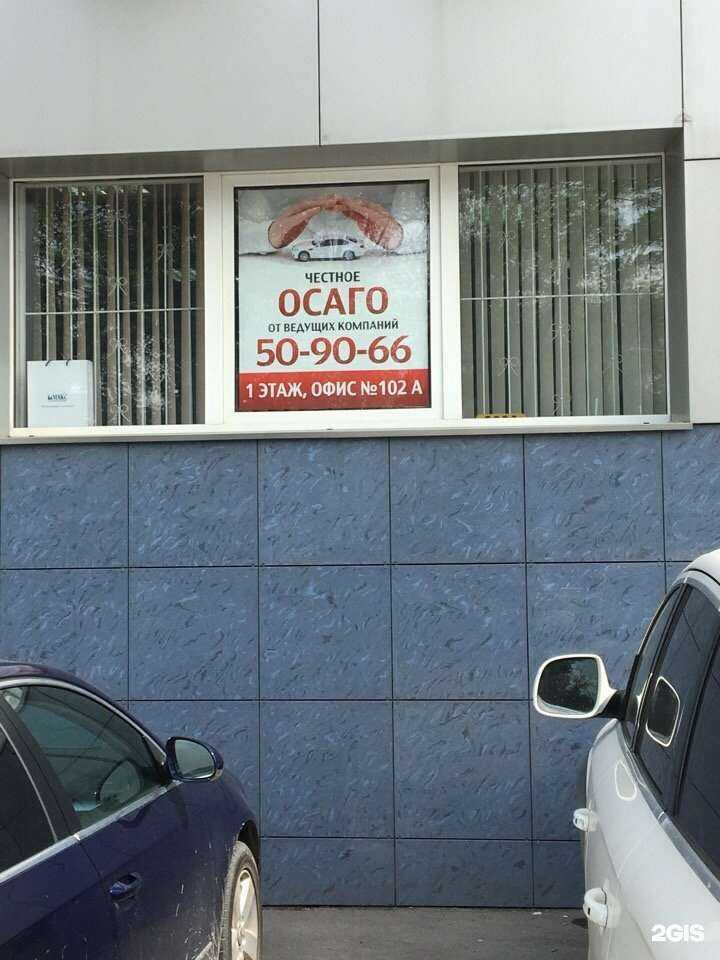 ЧЕСТНОЕ
ОСАГО
ОТ ВЕДУЩИХ КОМПАНИЙ
50-90-66
1 ЭТАЖ, ОФИС №102 А
2GIS